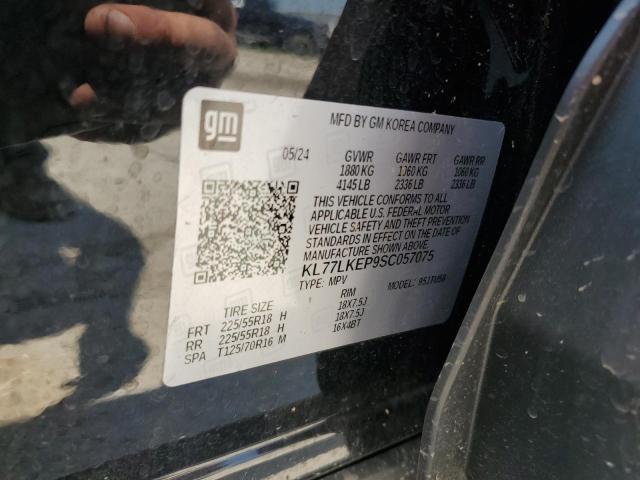 gm
MFD BY GM KOREA COMPANY
05/24 GVWR GAWR FRT GAWR RR
1880 KG 1060 KG 1060 KG
4145 LB 2336 LB 2336 LB
THIS VEHICLE CONFORMS TO ALL
APPLICABLE U.S. FEDERAL MOTOR
VEHICLE SAFETY AND THEFT PREVENTION
STANDARDS IN EFFECT ON THE DATE OF
MANUFACTURE SHOWN ABOVE.
KL77LKEP9SC057075
TYPE: MPV MODEL:
TIRE SIZE RIM
FRT 225/55R18 H 18X7.5J
RR 225/55R18 H 18X7.5J
SPA T125/70R16 M 16X4BT